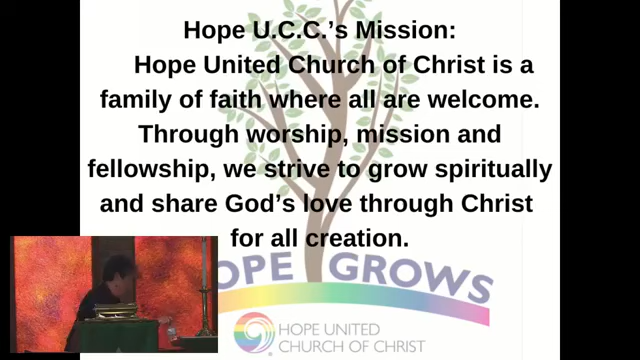 Hope U.C.C.'s Mission:
Hope United Church of Christ is a
family of faith where all are welcome.
Through worship, mission and
fellowship, we strive to grow spiritually
and share God's love through Christ
for all creation.
OPE GROWS
HOPE UNITED
CHURCH OF CHRIST